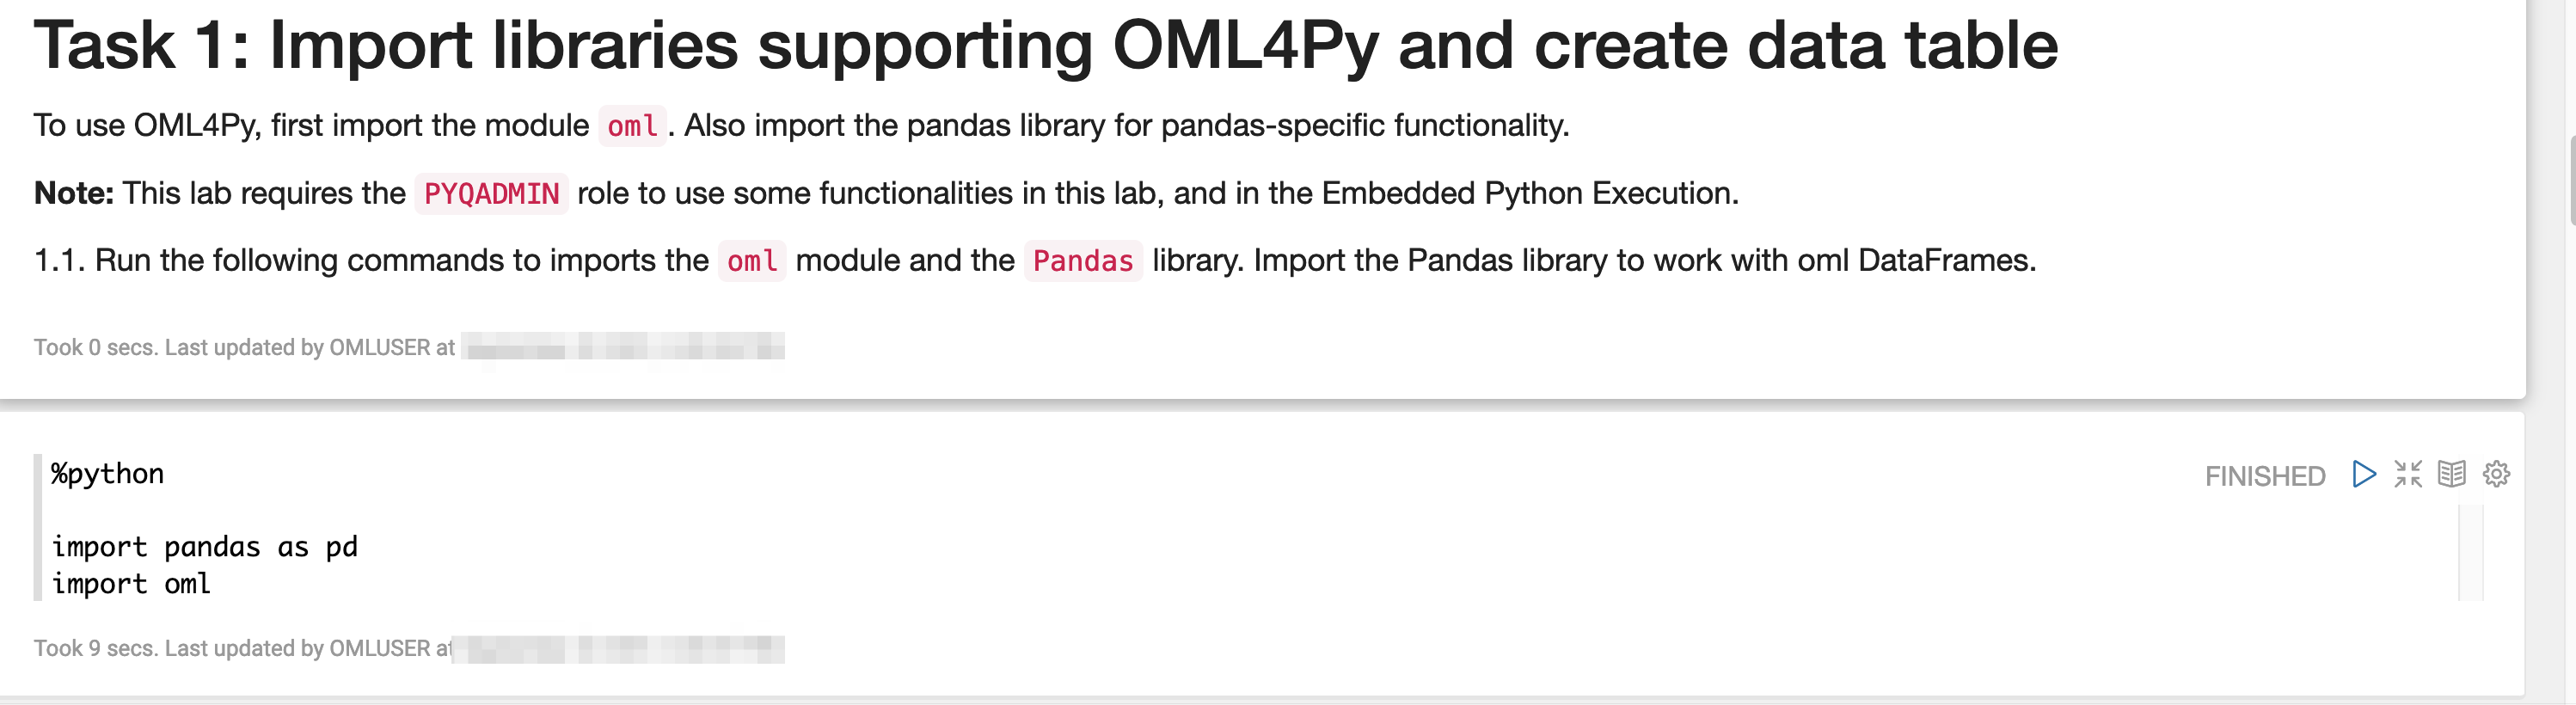 Task 1: Import libraries supporting OML4Py and create data table
To use OML4Py, first import the module oml. Also import the pandas library for pandas-specific functionality.
Note: This lab requires the PYQADMIN role to use some functionalities in this lab, and in the Embedded Python Execution.
1.1. Run the following commands to imports the oml module and the Pandas library. Import the Pandas library to work with oml DataFrames.
Took 0 secs. Last updated by OMLUSER at
%python
FINISHED
import pandas as pd
import oml
Took 9 secs. Last updated by OMLUSER at